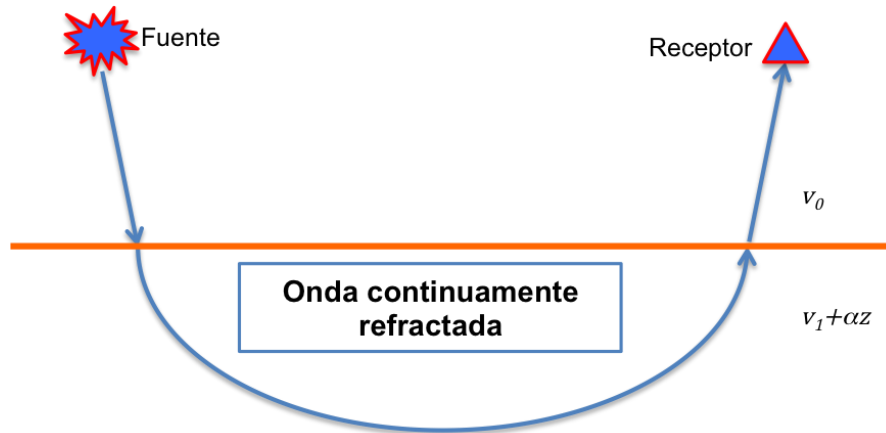 Fuente
Receptor
v₀
Onda continuamente
refractada
v₁+αz